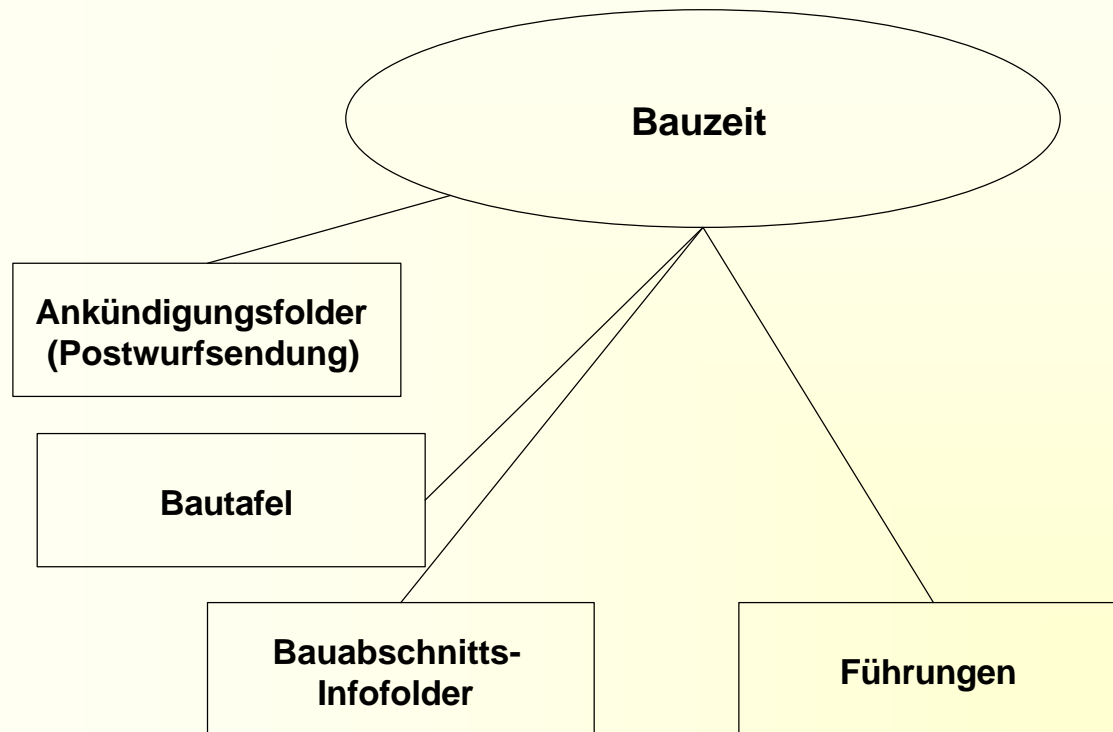 Bauzeit
Ankündigungsfolder
(Postwurfsendung)
Bautafel
Bauabschnitts-
Infofolder
Führungen